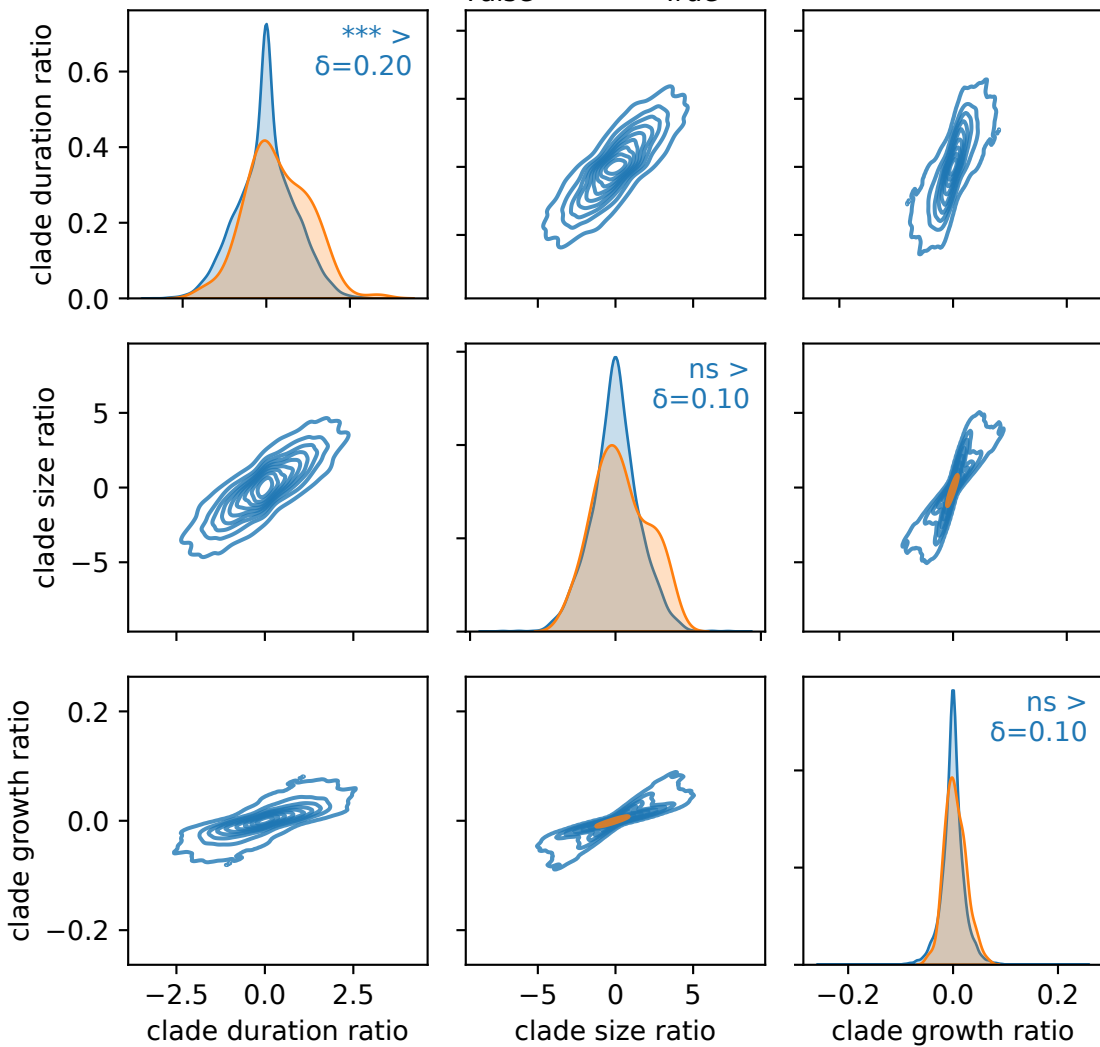 *** >
δ=0.20
clade duration ratio
0.6
0.4
0.2
0.0
ns >
δ=0.10
clade size ratio
5
0
−5
ns >
δ=0.10
clade growth ratio
0.2
0.0
−0.2
−2.5 0.0 2.5 −5 0 5 −0.2 0.0 0.2
clade duration ratio clade size ratio clade growth ratio